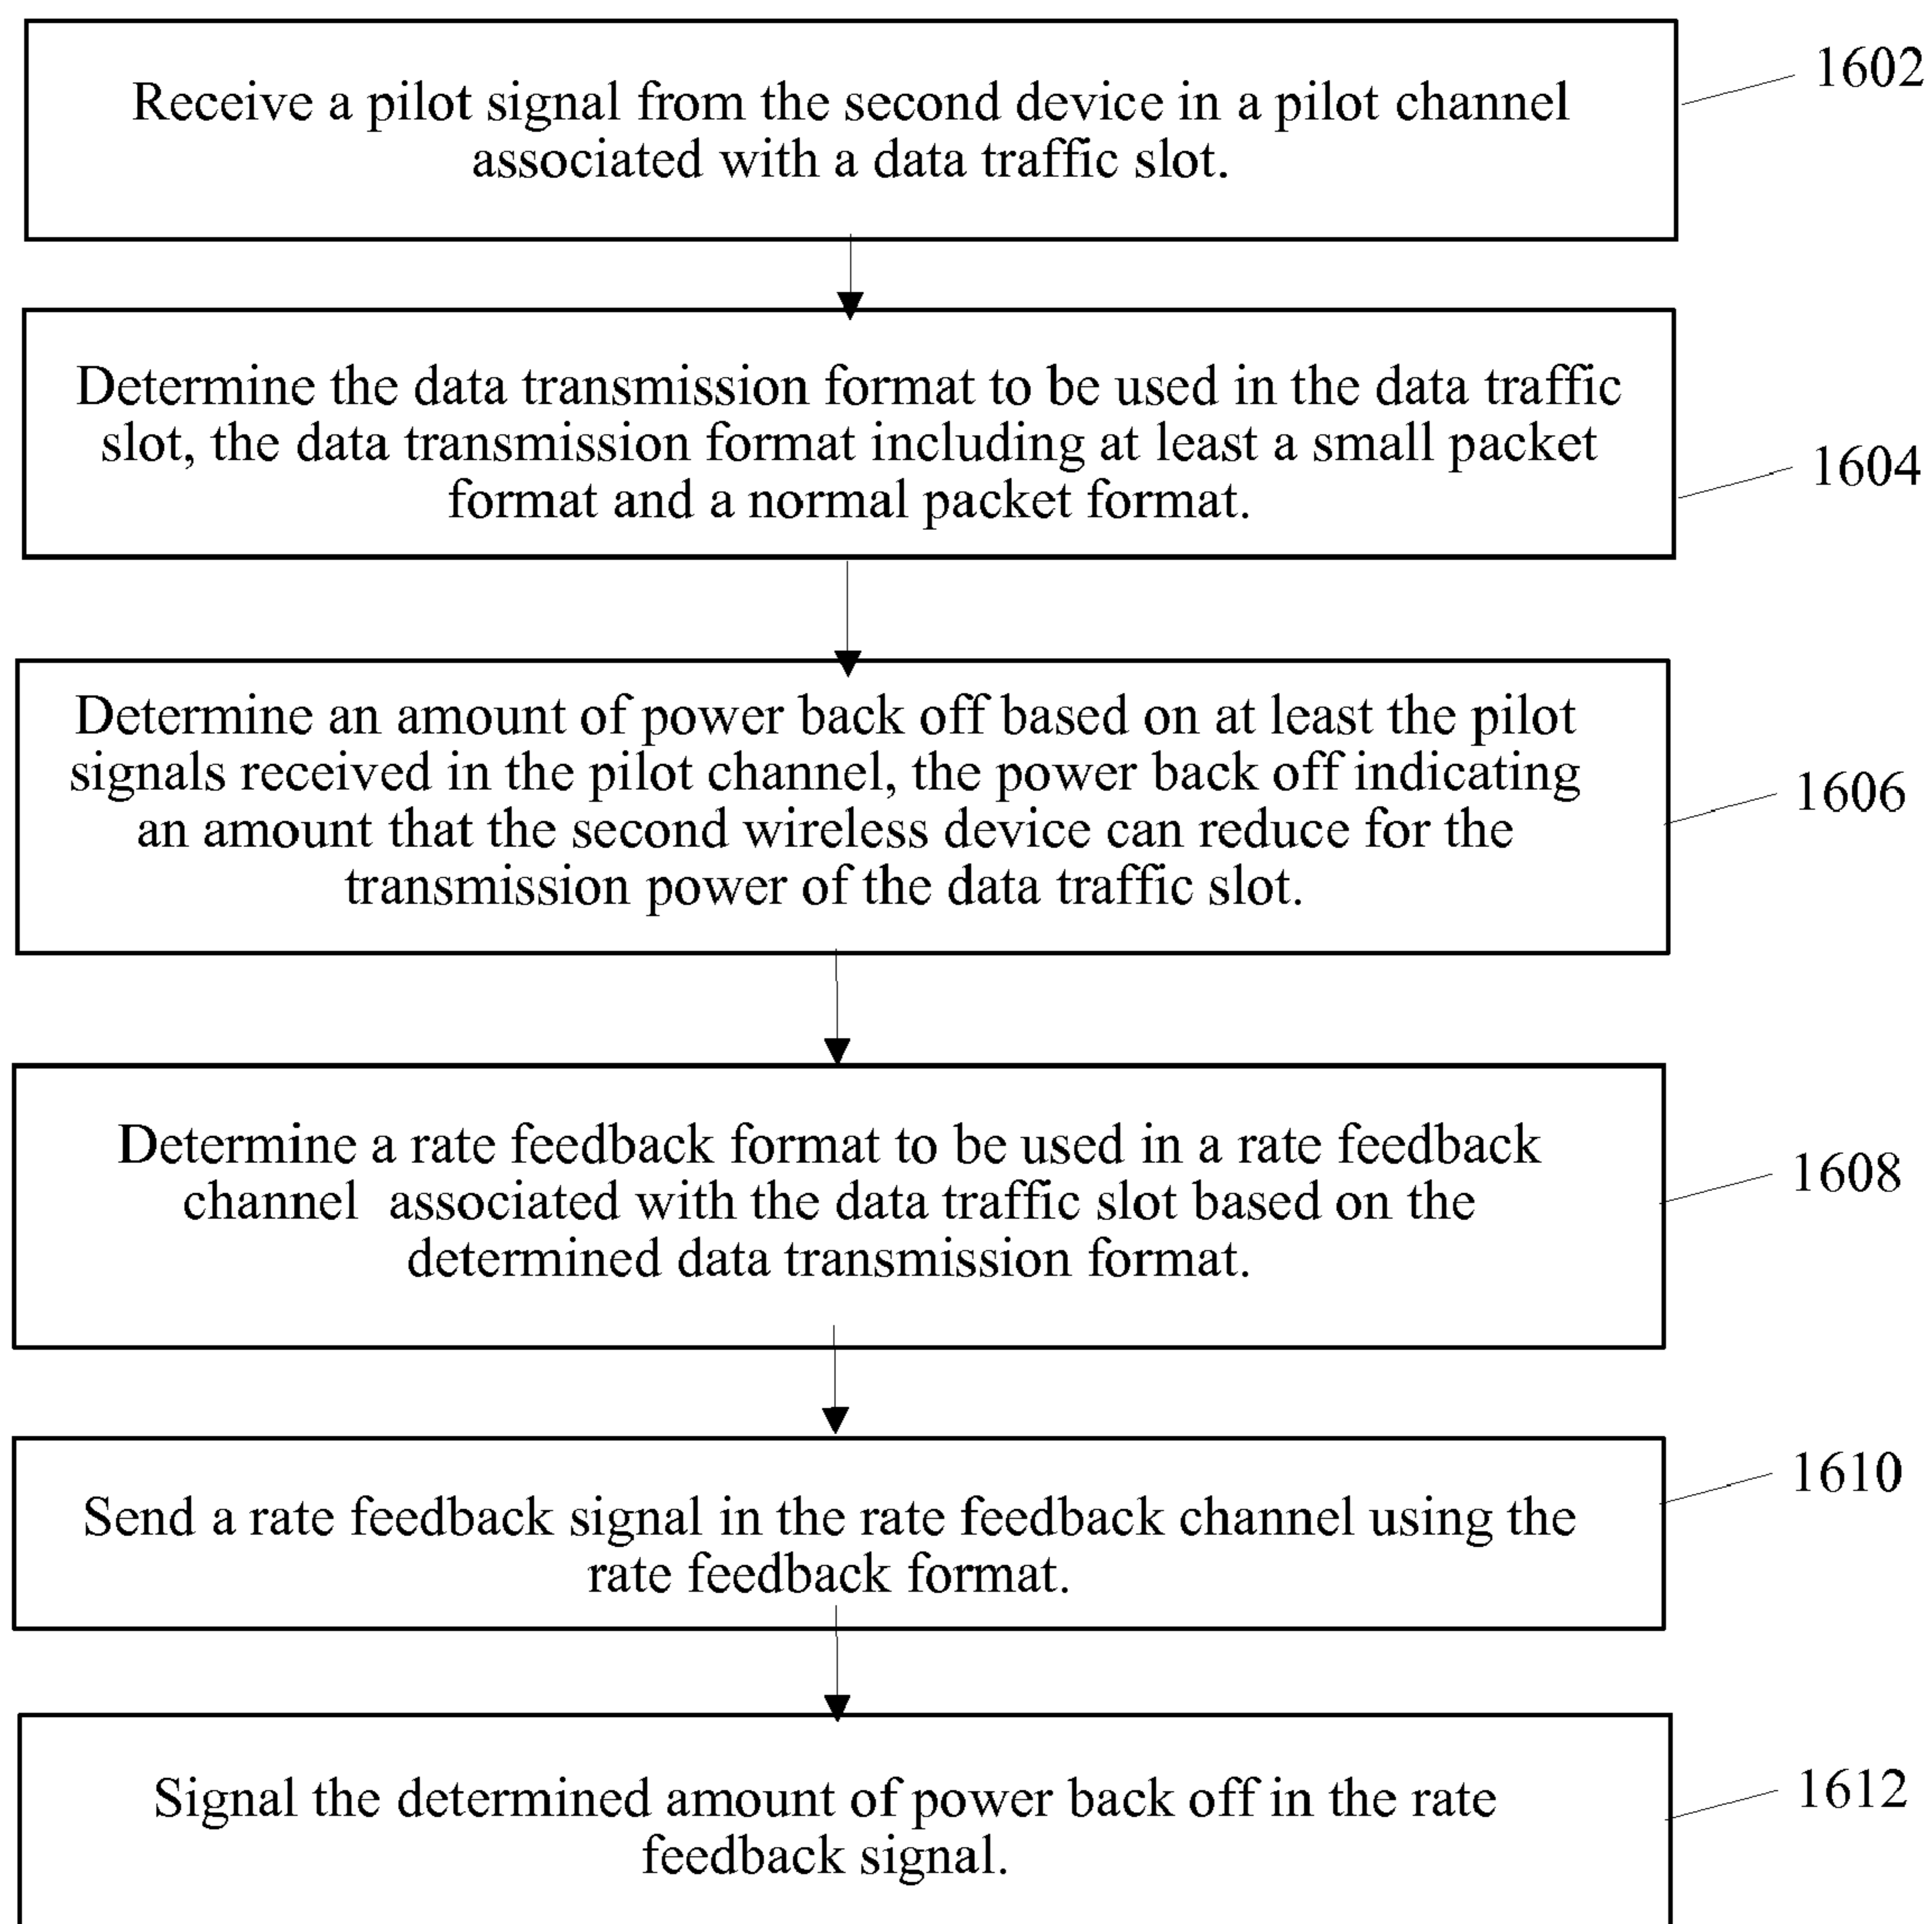 Receive a pilot signal from the second device in a pilot channel
associated with a data traffic slot.
1602
Determine the data transmission format to be used in the data traffic
slot, the data transmission format including at least a small packet
format and a normal packet format.
1604
Determine an amount of power back off based on at least the pilot
signals received in the pilot channel, the power back off indicating
an amount that the second wireless device can reduce for the
transmission power of the data traffic slot.
1606
Determine a rate feedback format to be used in a rate feedback
channel  associated with the data traffic slot based on the
determined data transmission format.
1608
Send a rate feedback signal in the rate feedback channel using the
rate feedback format.
1610
Signal the determined amount of power back off in the rate
feedback signal.
1612